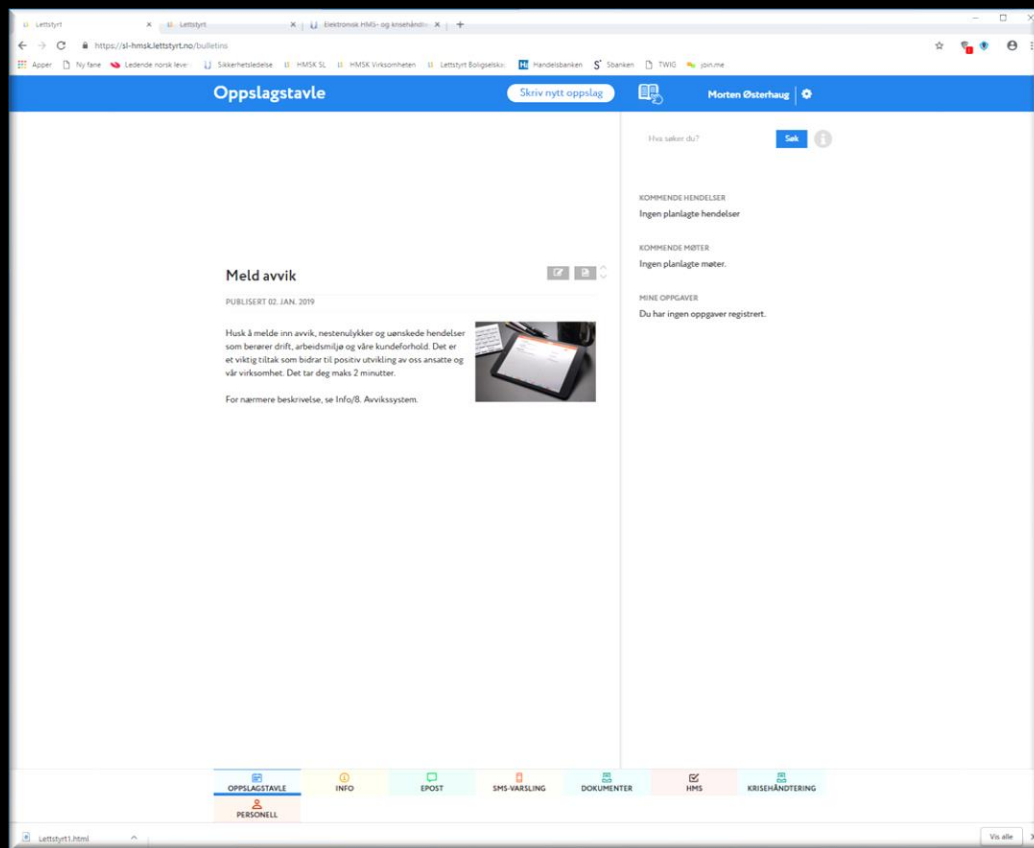 Lettstyrt
Lettstyrt
Elektronisk HMS- og krisehåndte
https://sl-hmsk.lettstyrt.no/bulletins
Apper
Ny fane
Ledende norsk leve
Sikkerhetsledelse
HMSK SL
HMSK Virksomheten
Lettstyrt Boligselska
Handelsbanken
Sbanken
TWIG
join.me
Oppslagstavle
Skriv nytt oppslag
Morten Østerhaug
Hva søker du?
Søk
KOMMENDE HENDELSER
Ingen planlagte hendelser
KOMMENDE MØTER
Ingen planlagte møter.
MINE OPPGAVER
Du har ingen oppgaver registrert.
Meld avvik
PUBLISERT 02. JAN. 2019
Husk å melde inn avvik, nestenulykker og uønskede hendelser
som berører drift, arbeidsmiljø og våre kundeforhold. Det er
et viktig tiltak som bidrar til positiv utvikling av oss ansatte og
vår virksomhet. Det tar deg maks 2 minutter.
For nærmere beskrivelse, se Info/8. Avvikssystem.
OPPSLAGSTAVLE
INFO
EPOST
SMS-VARSLING
DOKUMENTER
HMS
KRISEHÅNDTERING
PERSONELL
Lettstyrt1.html
Vis alle